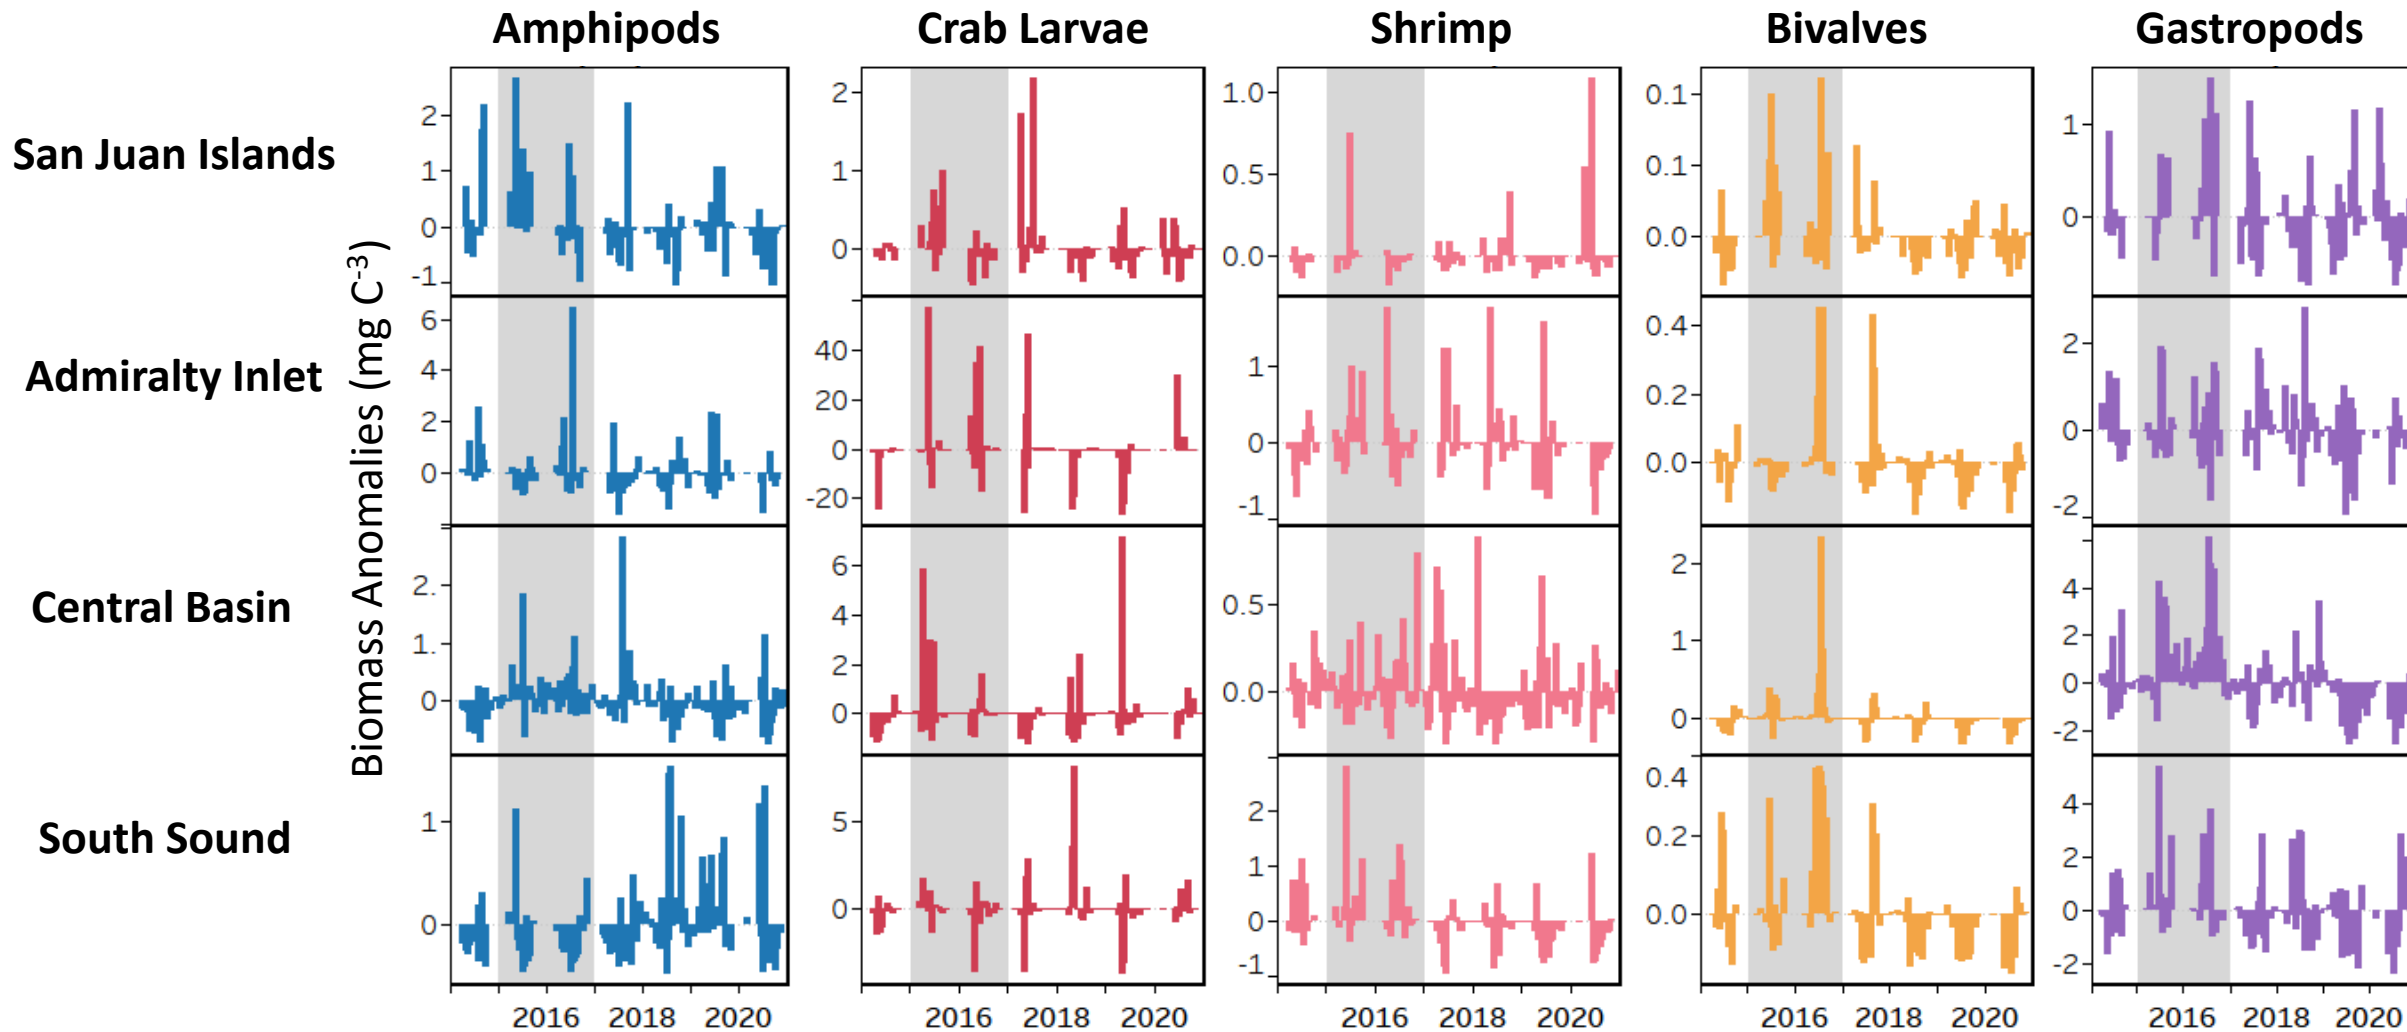 Amphipods Crab Larvae Shrimp Bivalves Gastropods
San Juan Islands
Admiralty Inlet
Central Basin
South Sound
Biomass Anomalies (mg C-3)
2 1 0 -1
2 1 0
1.0 0.5 0.0
0.1 0.1 0.0
1 0
6 4 2 0
40 20 0 -20
1 0 -1
0.4 0.2 0.0
2 0 -2
2. 1. 0
6 4 2 0
0.5 0.0
2 1 0
4 2 0 -2
1 0
5 0
2 1 0 -1
0.4 0.2 0.0
4 2 0 -2
2016 2018 2020 2016 2018 2020 2016 2018 2020 2016 2018 2020 2016 2018 2020